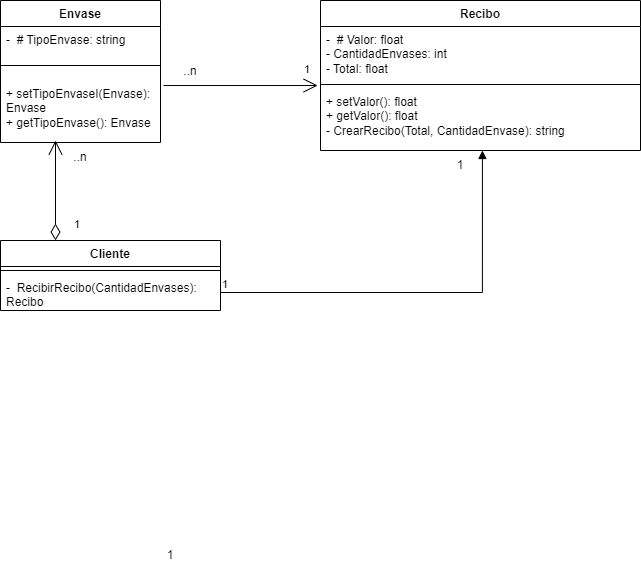 Envase
- # TipoEnvase: string
+ setTipoEnvasel(Envase):
Envase
+ getTipoEnvase(): Envase
..n
1
Recibo
- # Valor: float
- CantidadEnvases: int
- Total: float
+ setValor(): float
+ getValor(): float
- CrearRecibo(Total, CantidadEnvase): string
..n
1
1
Cliente
- RecibirRecibo(CantidadEnvases):
Recibo
1
1